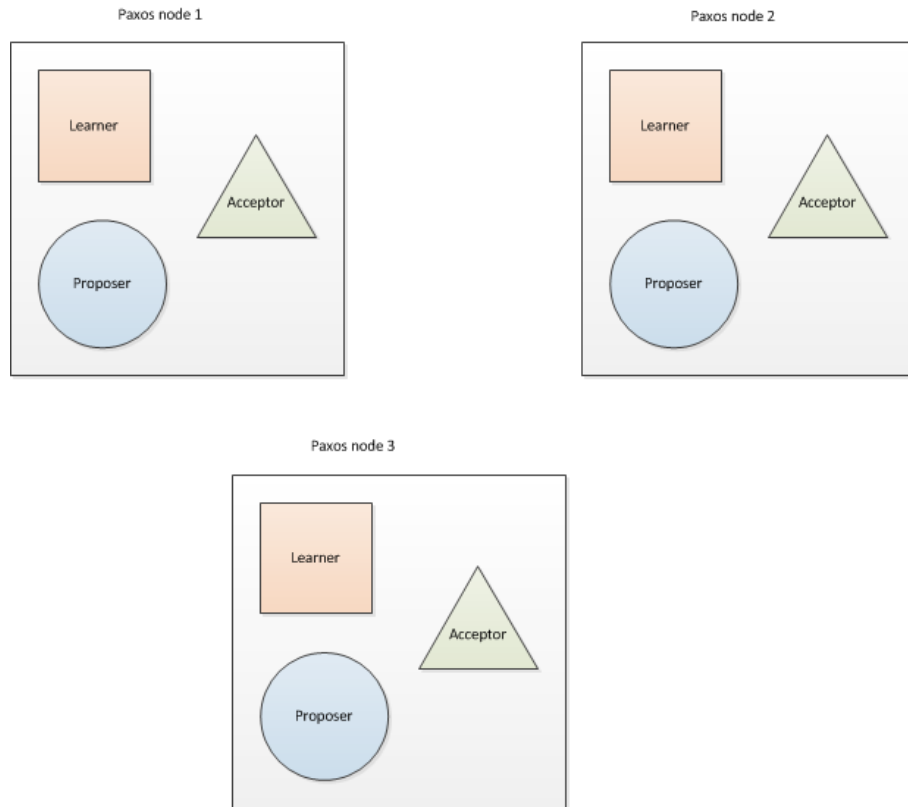 Paxos node 1
Learner
Acceptor
Proposer
Paxos node 2
Learner
Acceptor
Proposer
Paxos node 3
Learner
Acceptor
Proposer